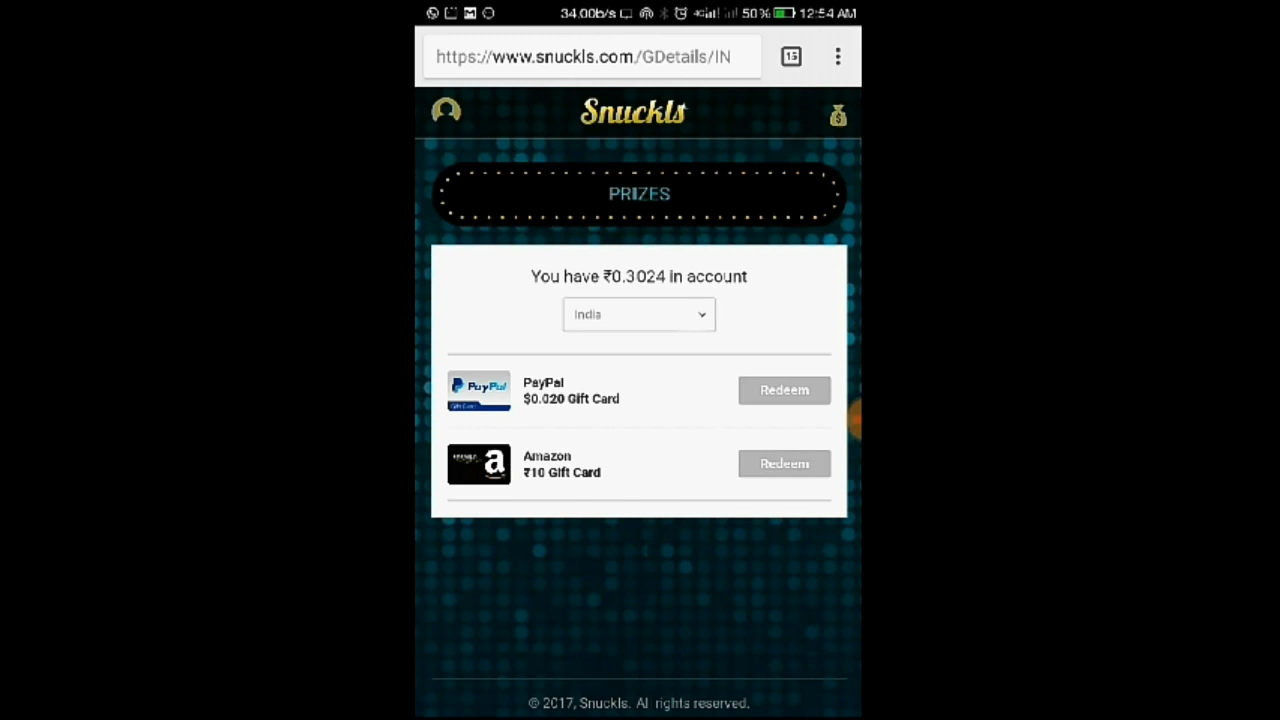 34.00b/s 50% 12:54 AM
https://www.snuckls.com/GDetails/IN
15
Snuckls
PRIZES
You have ₹0.3024 in account
India
PayPal
PayPal
$0.020 Gift Card
Redeem
a
Amazon
₹10 Gift Card
Redeem
© 2017, Snuckls. All rights reserved.